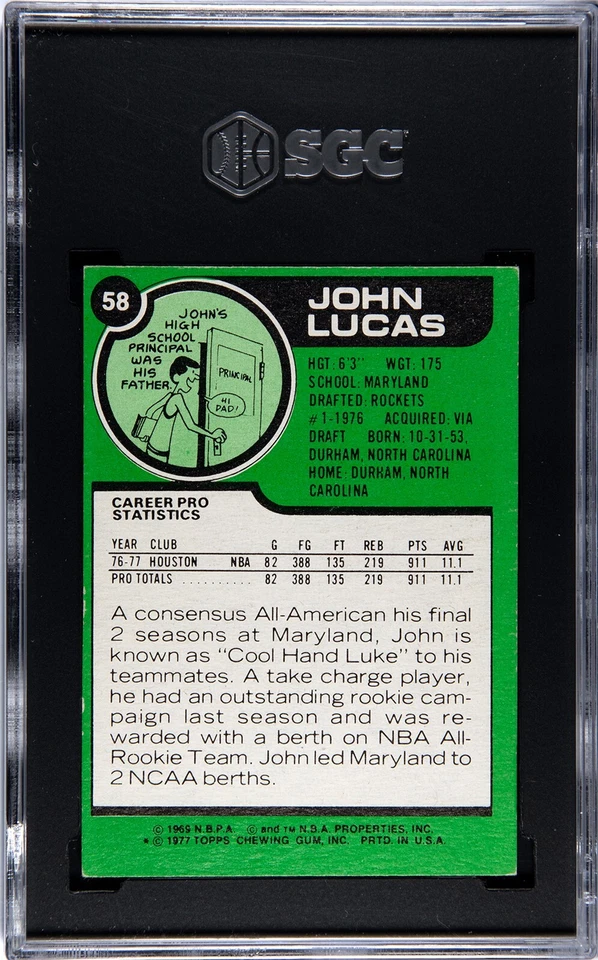 SGC
58
JOHN'S
HIGH
SCHOOL
PRINCIPAL
WAS
HIS
FATHER.
PRINCIPAL
HI
DAD!
JOHN
LUCAS
HGT: 6'3" WGT: 175
SCHOOL: MARYLAND
DRAFTED: ROCKETS
#1-1976 ACQUIRED: VIA
DRAFT BORN: 10-31-53,
DURHAM, NORTH CAROLINA
HOME: DURHAM, NORTH
CAROLINA
CAREER PRO
STATISTICS
YEAR CLUB G FG FT REB PTS AVG
76-77 HOUSTON NBA 82 388 135 219 911 11.1
PRO TOTALS .......... 82 388 135 219 911 11.1
A consensus All-American his final
2 seasons at Maryland, John is
known as "Cool Hand Luke" to his
teammates. A take charge player,
he had an outstanding rookie cam-
paign last season and was re-
warded with a berth on NBA All-
Rookie Team. John led Maryland to
2 NCAA berths.
© 1969 N.B.P.A. © and TM N.B.A. PROPERTIES, INC.
* © 1977 TOPPS CHEWING GUM, INC. PRTD. IN U.S.A.